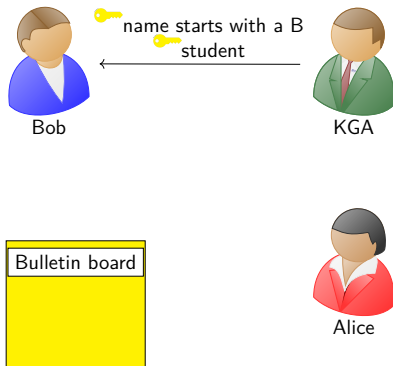 name starts with a B
student
Bob
KGA
Bulletin board
Alice